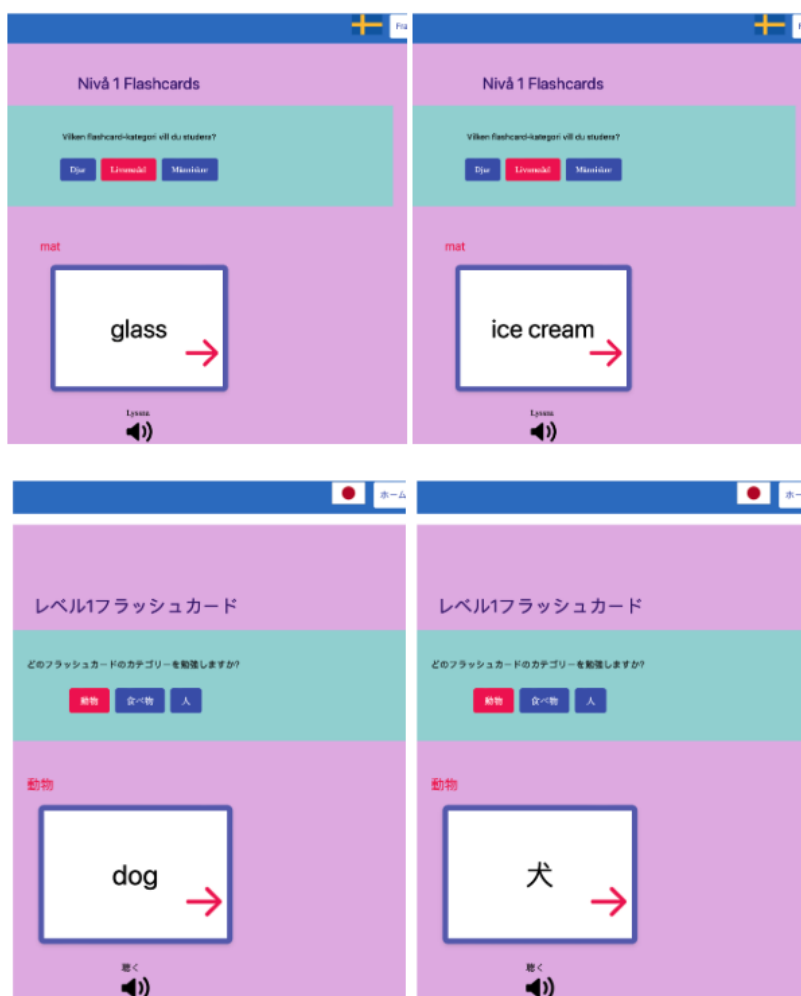 Nivå 1 Flashcards
Vilken flashcard-kategori vill du studera?
Djur Livsmedel Människor
mat
glass
Lyssna
Nivå 1 Flashcards
Vilken flashcard-kategori vill du studera?
Djur Livsmedel Människor
mat
ice cream
Lyssna
ホーム
レベル1フラッシュカード
どのフラッシュカードのカテゴリーを勉強しますか?
動物 食べ物 人
動物
dog
聴く
レベル1フラッシュカード
どのフラッシュカードのカテゴリーを勉強しますか?
動物 食べ物 人
動物
犬
聴く